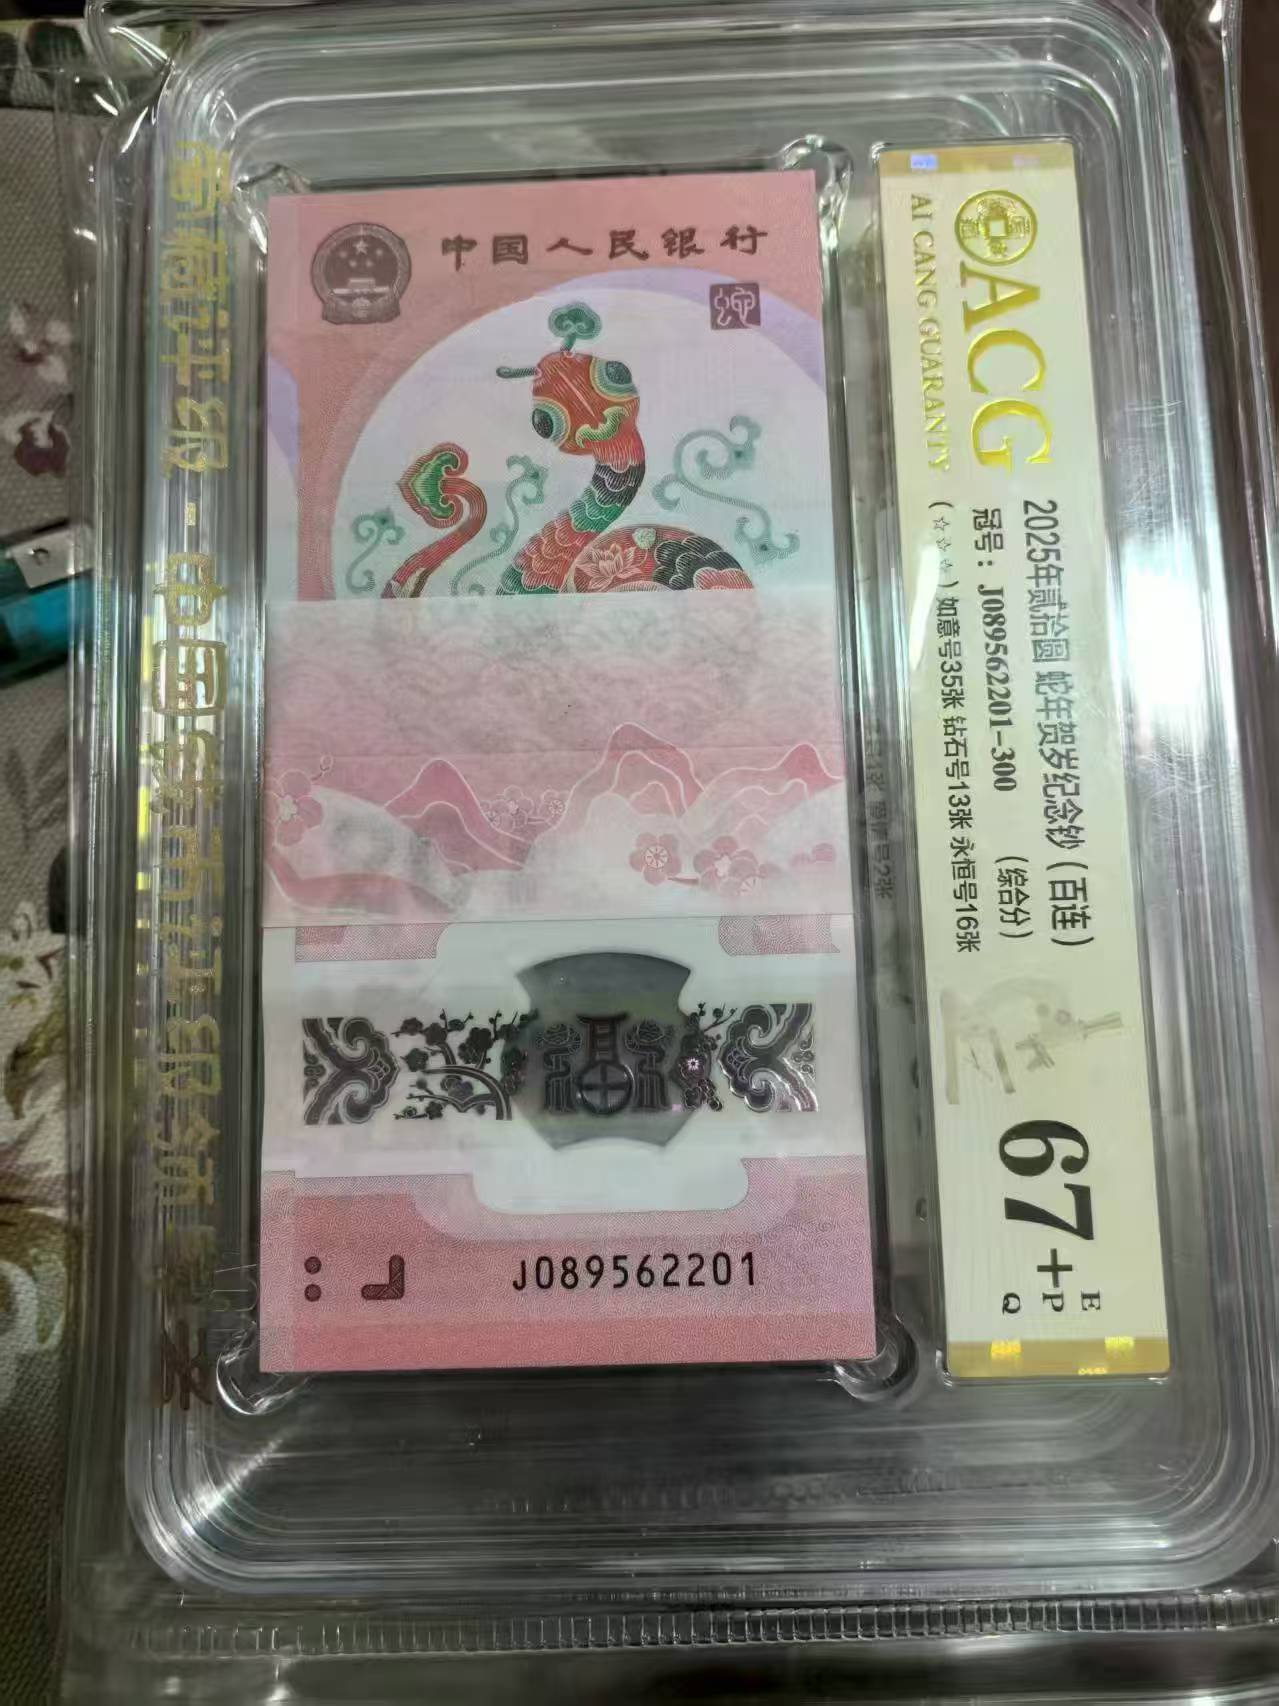 中国人民银行
蛇
J089562201
ACG
AI CANG GUARANTY
2025年贰拾圆 蛇年贺岁纪念钞（百连）
冠号：J089562201-300 （综合分）
（☆☆☆）如意号35张 钻石号13张 永恒号16张
67+
E
P
Q